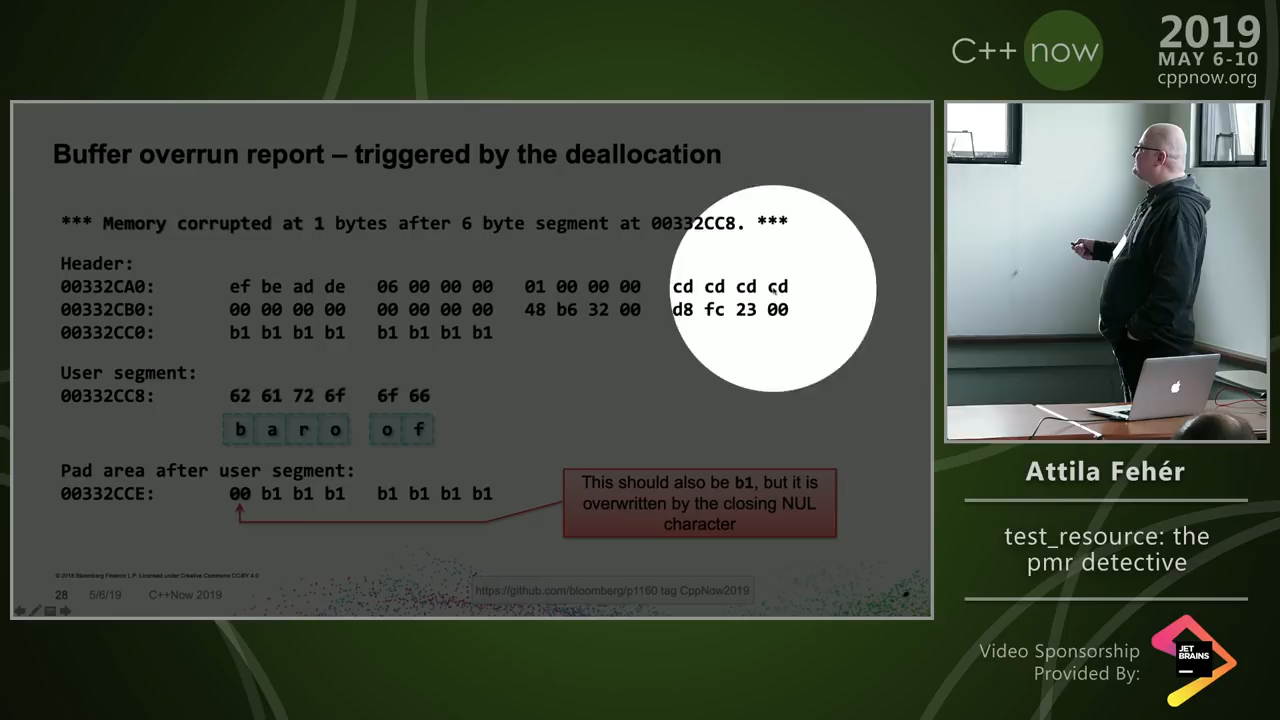 C++ now
2019
MAY 6-10
cppnow.org
Buffer overrun report – triggered by the deallocation
*** Memory corrupted at 1 bytes after 6 byte segment at 00332CC8. ***
Header:
00332CA0: ef be ad de 06 00 00 00 01 00 00 00 cd cd cd cd
00332CB0: 00 00 00 00 00 00 00 00 48 b6 32 00 d8 fc 23 00
00332CC0: b1 b1 b1 b1 b1 b1 b1 b1
User segment:
00332CC8: 62 61 72 6f 6f 66
b a r o o f
Pad area after user segment:
00332CCE: 00 b1 b1 b1 b1 b1 b1 b1
This should also be b1, but it is
overwritten by the closing NUL
character
© 2018 Bloomberg Finance L.P. Licensed under Creative Commons CC-BY 4.0
28 5/6/19 C++Now 2019
https://github.com/bloomberg/p1160 tag CppNow2019
Attila Fehér
test_resource: the
pmr detective
Video Sponsorship
Provided By:
JET
BRAINS